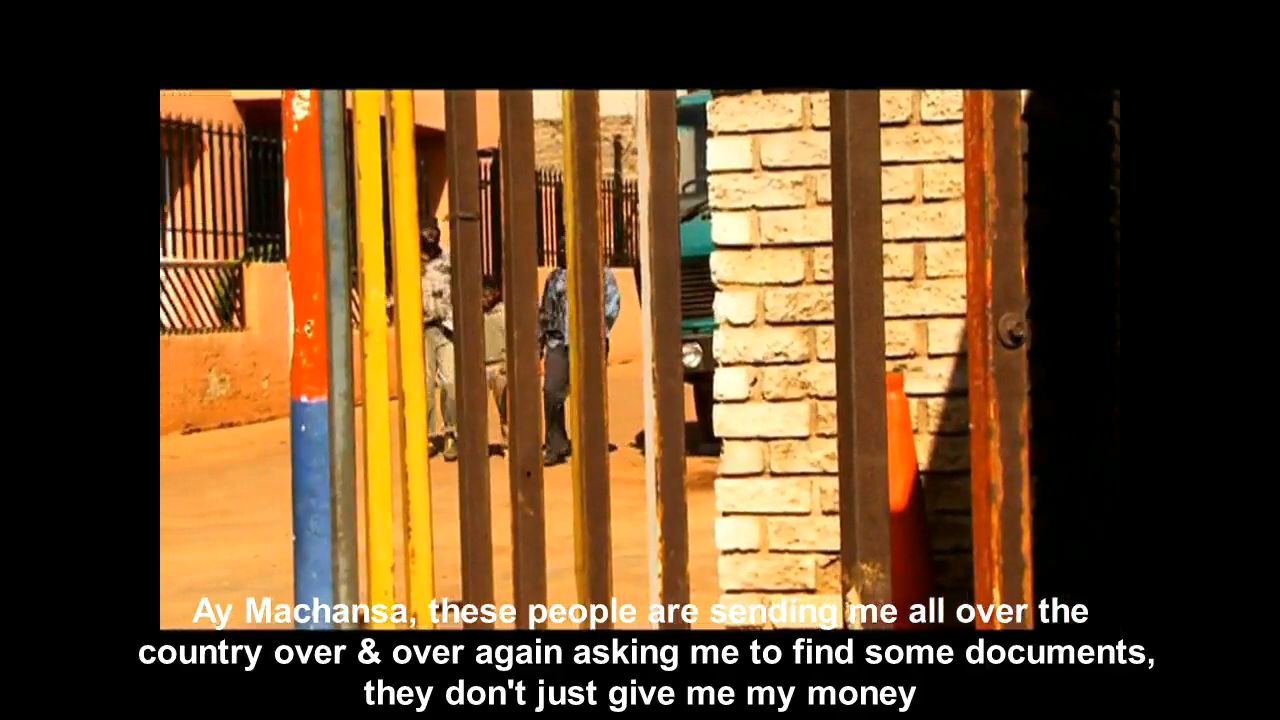 Ay Machansa, these people are sending me all over the
country over & over again asking me to find some documents,
they don't just give me my money